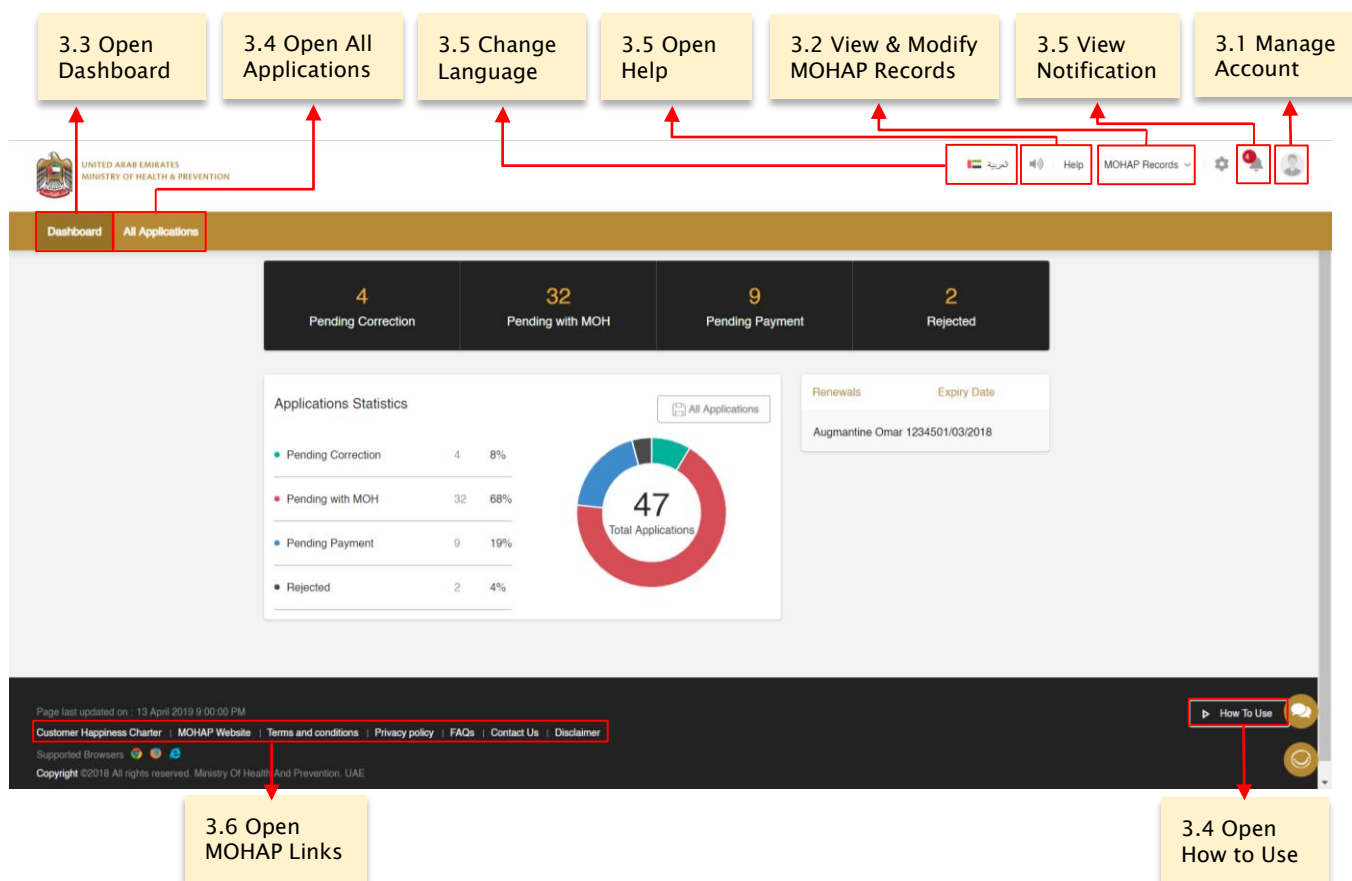 3.3 Open
Dashboard
3.4 Open All
Applications
3.5 Change
Language
3.5 Open
Help
3.2 View & Modify
MOHAP Records
3.5 View
Notification
3.1 Manage
Account
UNITED ARAB EMIRATES
MINISTRY OF HEALTH & PREVENTION
العربية
Help
MOHAP Records
Dashboard
All Applications
4
Pending Correction
32
Pending with MOH
9
Pending Payment
2
Rejected
Applications Statistics
All Applications
Pending Correction 4 8%
Pending with MOH 32 68%
Pending Payment 9 19%
Rejected 2 4%
47
Total Applications
Renewals Expiry Date
Augmantine Omar 1234501/03/2018
Page last updated on : 13 April 2019 9:00:00 PM
Customer Happiness Charter | MOHAP Website | Terms and conditions | Privacy policy | FAQs | Contact Us | Disclaimer
Supported Browsers
Copyright ©2018 All rights reserved. Ministry Of Health And Prevention. UAE
How To Use
3.6 Open
MOHAP Links
3.4 Open
How to Use